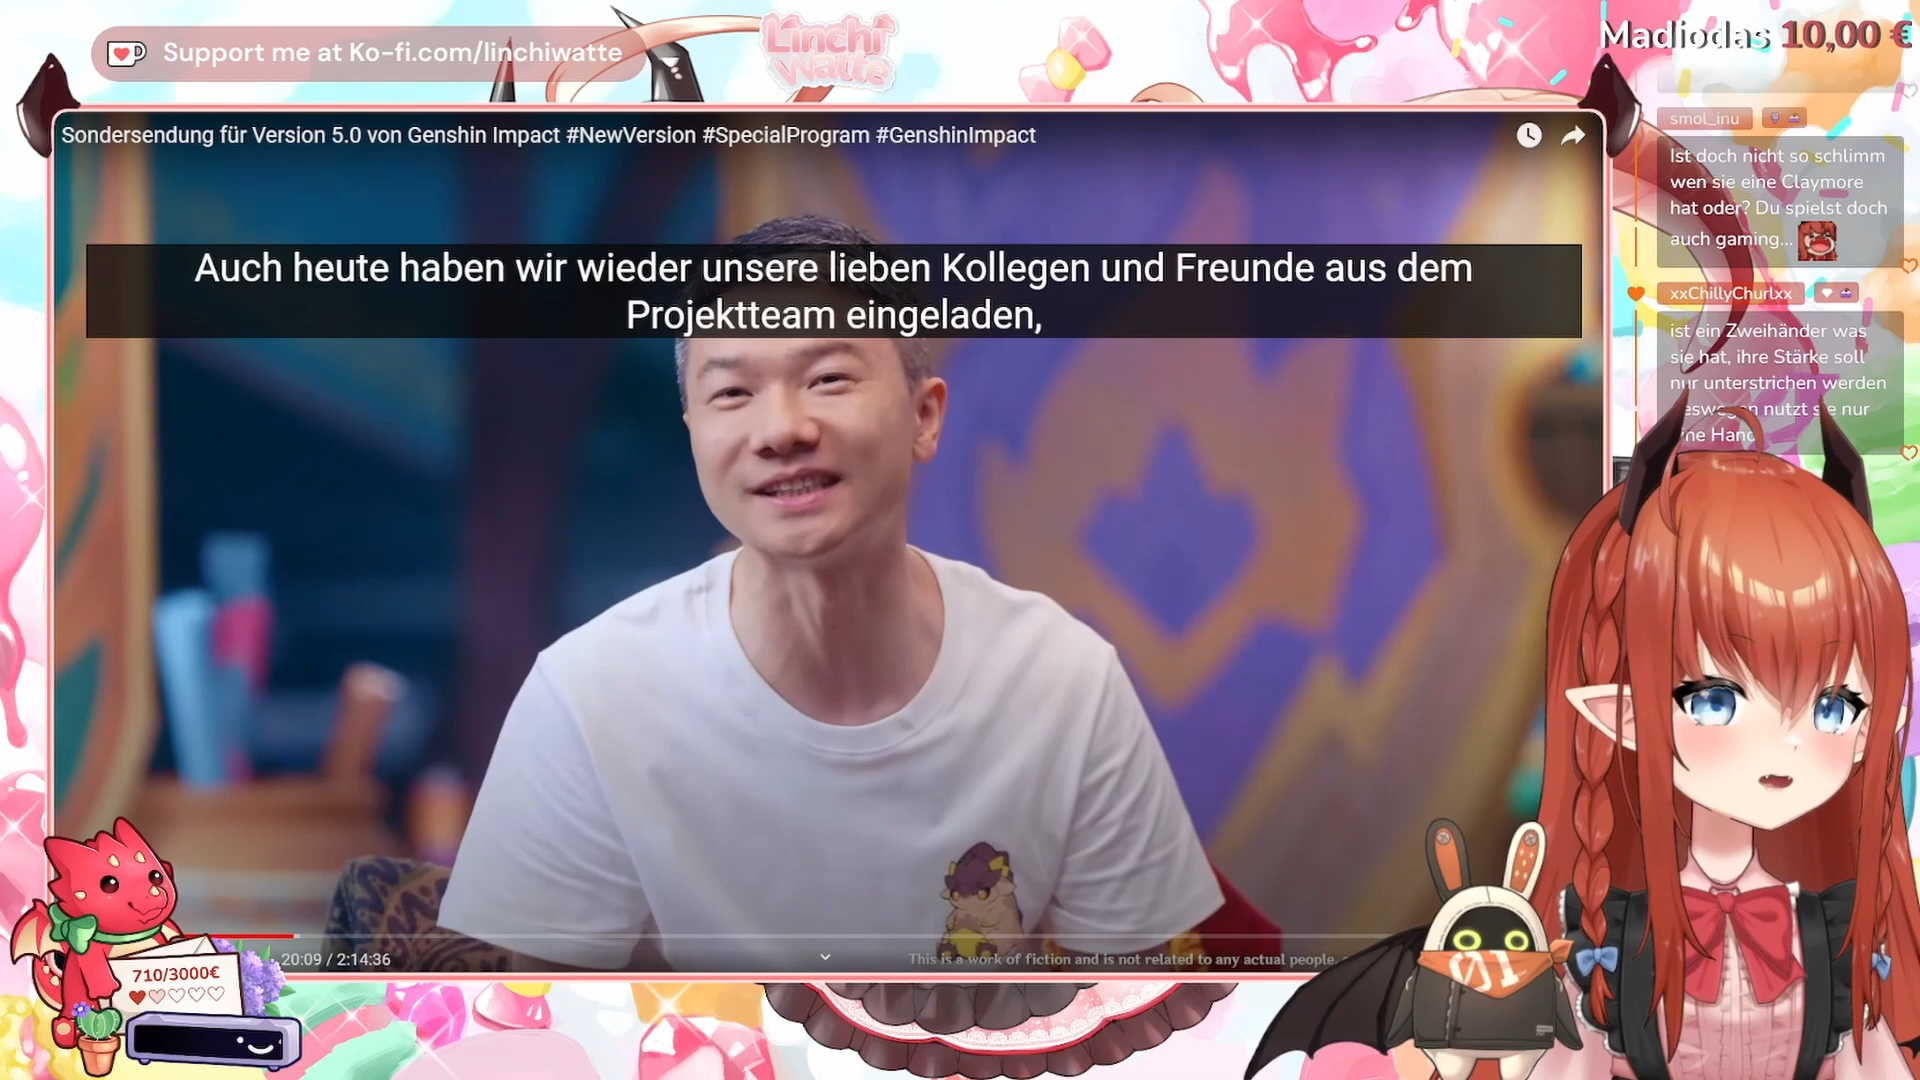 Support me at Ko-fi.com/linchiwatte
Linchi
Watte
Madiodas 10,00 €
Sondersendung für Version 5.0 von Genshin Impact #NewVersion #SpecialProgram #GenshinImpact
Auch heute haben wir wieder unsere lieben Kollegen und Freunde aus dem
Projektteam eingeladen,
smol_inu
Ist doch nicht so schlimm
wen sie eine Claymore
hat oder? Du spielst doch
auch gaming...
xxChillyChurlxx
ist ein Zweihänder was
sie hat, ihre Stärke soll
nur unterstrichen werden
nutzt sie nur
Hand
710/3000€
20:09 / 2:14:36
This is a work of fiction and is not related to any actual people.
01